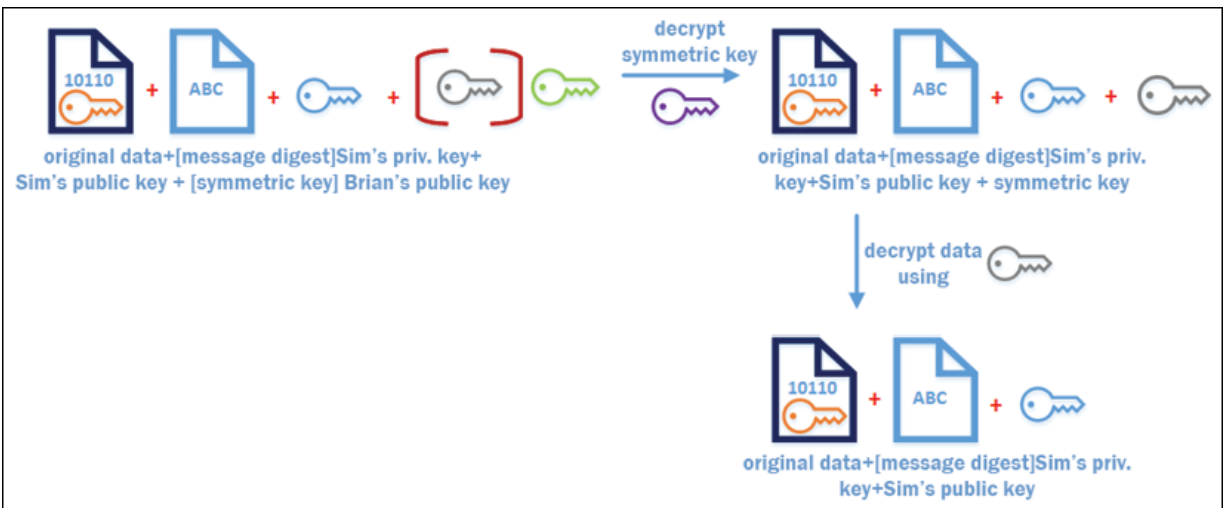 10110
ABC
original data+[message digest]Sim's priv. key+
Sim's public key + [symmetric key] Brian's public key
decrypt
symmetric key
10110
ABC
original data+[message digest]Sim's priv.
key+Sim's public key + symmetric key
decrypt data
using
10110
ABC
original data+[message digest]Sim's priv.
key+Sim's public key